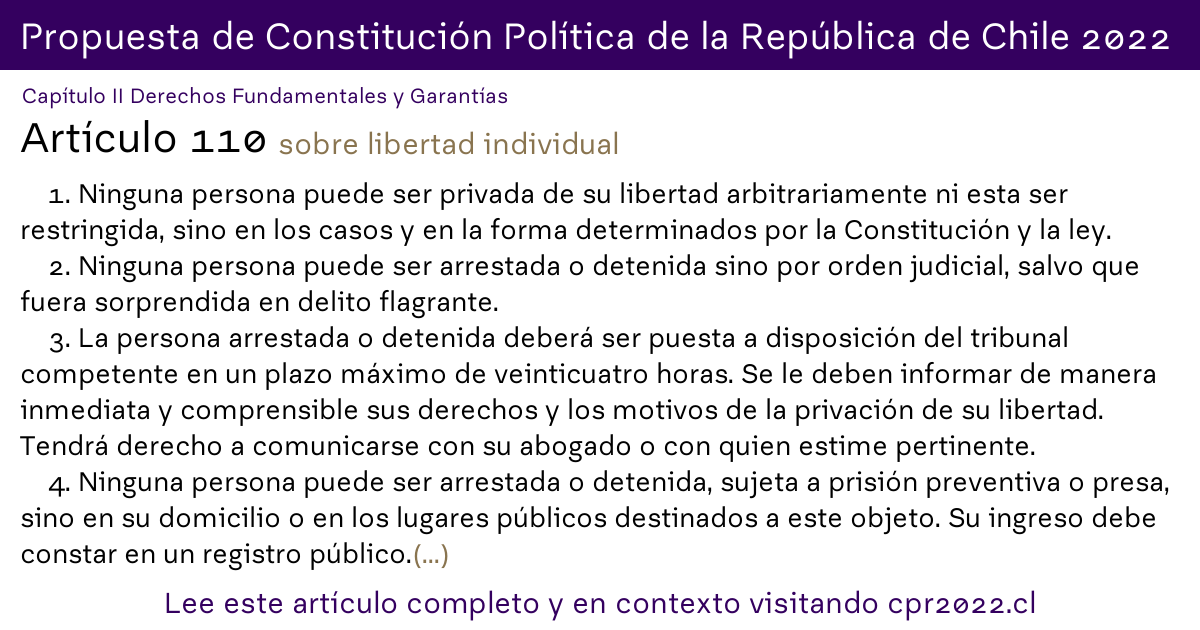 Propuesta de Constitución Política de la República de Chile 2022
Capítulo II Derechos Fundamentales y Garantías
Artículo 110 sobre libertad individual
1. Ninguna persona puede ser privada de su libertad arbitrariamente ni esta ser
restringida, sino en los casos y en la forma determinados por la Constitución y la ley.
2. Ninguna persona puede ser arrestada o detenida sino por orden judicial, salvo que
fuera sorprendida en delito flagrante.
3. La persona arrestada o detenida deberá ser puesta a disposición del tribunal
competente en un plazo máximo de veinticuatro horas. Se le deben informar de manera
inmediata y comprensible sus derechos y los motivos de la privación de su libertad.
Tendrá derecho a comunicarse con su abogado o con quien estime pertinente.
4. Ninguna persona puede ser arrestada o detenida, sujeta a prisión preventiva o presa,
sino en su domicilio o en los lugares públicos destinados a este objeto. Su ingreso debe
constar en un registro público.(...)
Lee este artículo completo y en contexto visitando cpr2022.cl